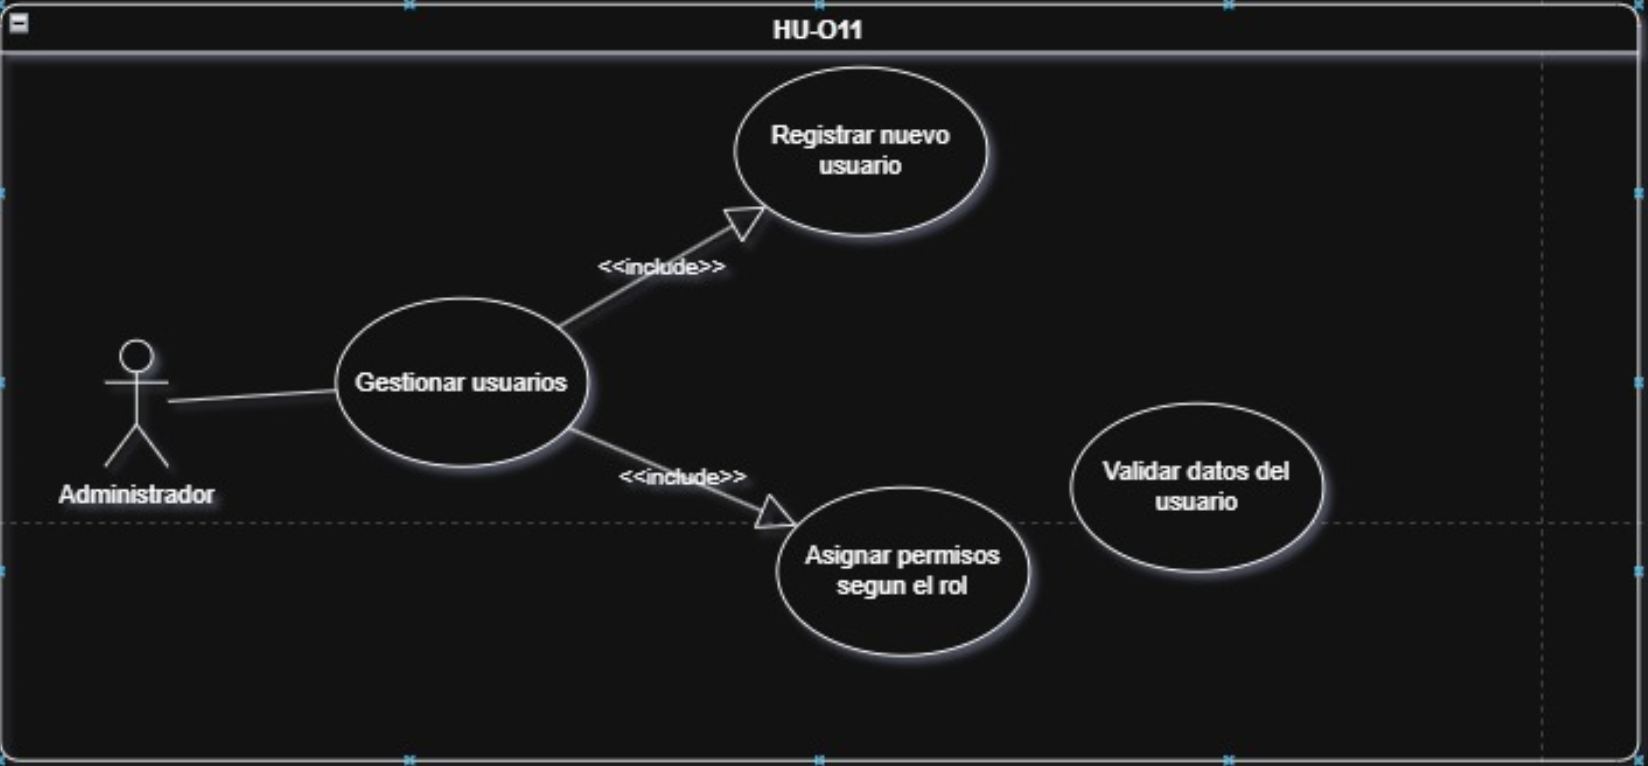 HU-O11
Registrar nuevo
usuario
<<include>>
Gestionar usuarios
<<include>>
Administrador
Validar datos del
usuario
Asignar permisos
segun el rol